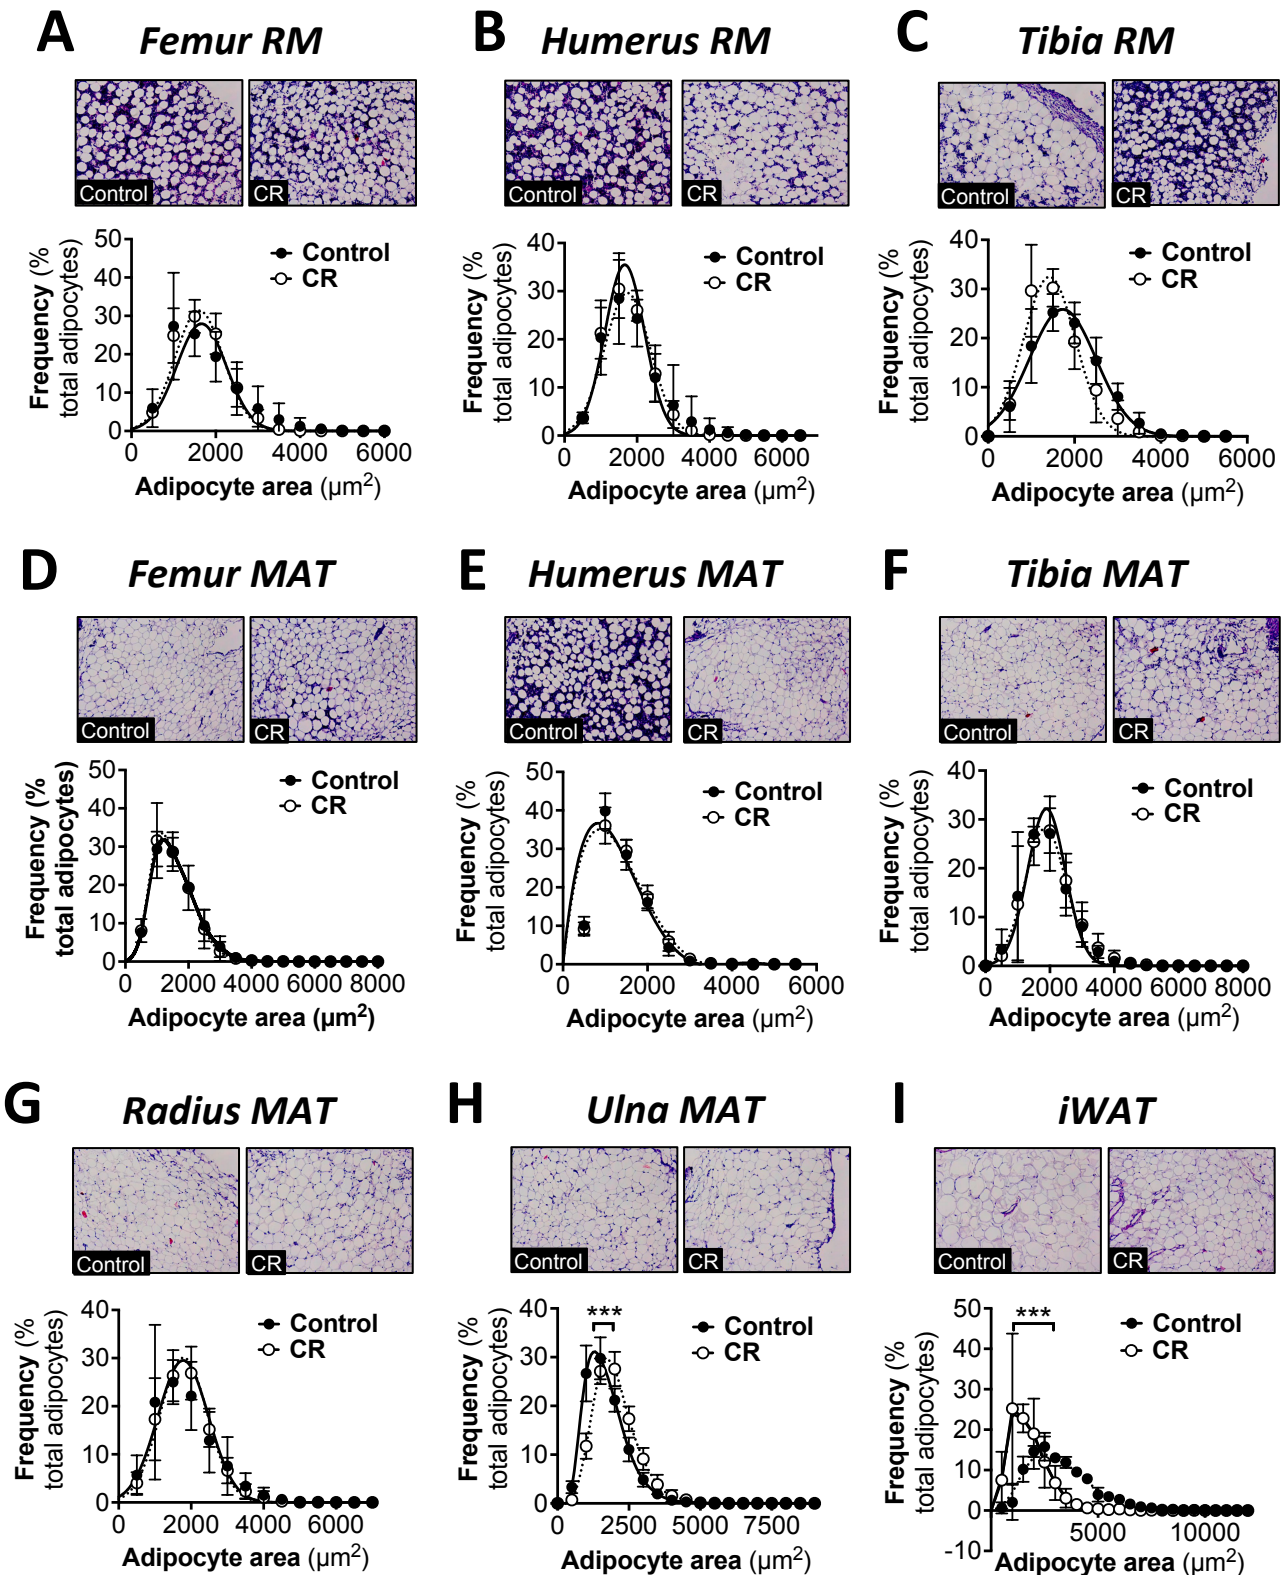 A Femur RM
Control
CR
Frequency (%
total adipocytes)
50
40
30
20
10
0
Control
CR
0 2000 4000 6000
Adipocyte area (µm²)
B Humerus RM
Control
CR
Frequency (%
total adipocytes)
40
30
20
10
0
Control
CR
0 2000 4000 6000
Adipocyte area (µm²)
C Tibia RM
Control
CR
Frequency (%
total adipocytes)
40
30
20
10
0
Control
CR
0 2000 4000 6000
Adipocyte area (µm²)
D Femur MAT
Control
CR
Frequency (%
total adipocytes)
50
40
30
20
10
0
Control
CR
0 2000 4000 6000 8000
Adipocyte area (µm²)
E Humerus MAT
Control
CR
Frequency (%
total adipocytes)
50
40
30
20
10
0
Control
CR
0 2000 4000 6000
Adipocyte area (µm²)
F Tibia MAT
Control
CR
Frequency (%
total adipocytes)
40
30
20
10
0
Control
CR
0 2000 4000 6000 8000
Adipocyte area (µm²)
G Radius MAT
Control
CR
Frequency (%
total adipocytes)
40
30
20
10
0
Control
CR
0 2000 4000 6000
Adipocyte area (µm²)
H Ulna MAT
Control
CR
Frequency (%
total adipocytes)
40
30
20
10
0
***
Control
CR
0 2500 5000 7500
Adipocyte area (µm²)
I iWAT
Control
CR
Frequency (%
total adipocytes)
50
40
30
20
10
0
-10
***
Control
CR
5000 10000
Adipocyte area (µm²)